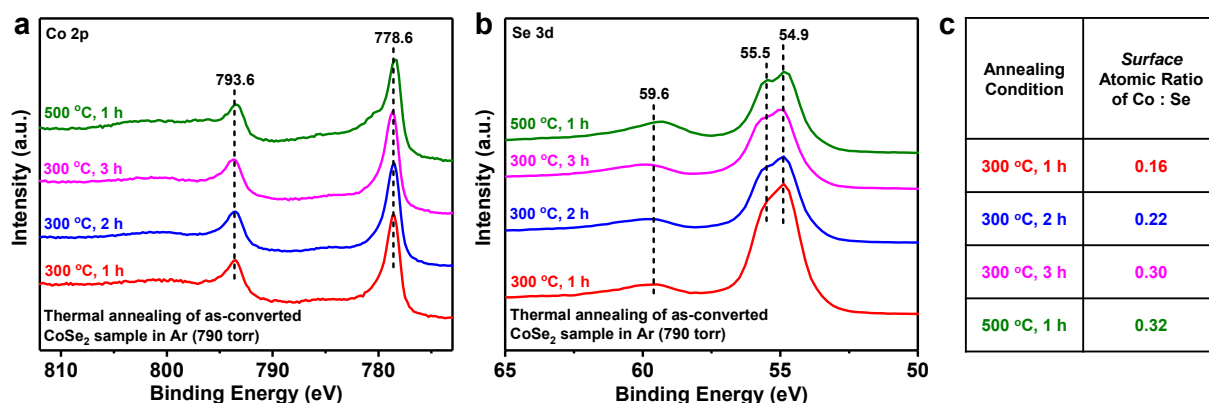 a
Co 2p
793.6
778.6
500 °C, 1 h
300 °C, 3 h
300 °C, 2 h
300 °C, 1 h
Thermal annealing of as-converted
CoSe₂ sample in Ar (790 torr)
Intensity (a.u.)
810
800
790
780
Binding Energy (eV)
b
Se 3d
59.6
55.5
54.9
500 °C, 1 h
300 °C, 3 h
300 °C, 2 h
300 °C, 1 h
Thermal annealing of as-converted
CoSe₂ sample in Ar (790 torr)
Intensity (a.u.)
65
60
55
50
Binding Energy (eV)
c
Annealing
Condition
Surface
Atomic Ratio
of Co : Se
300 °C, 1 h
0.16
300 °C, 2 h
0.22
300 °C, 3 h
0.30
500 °C, 1 h
0.32